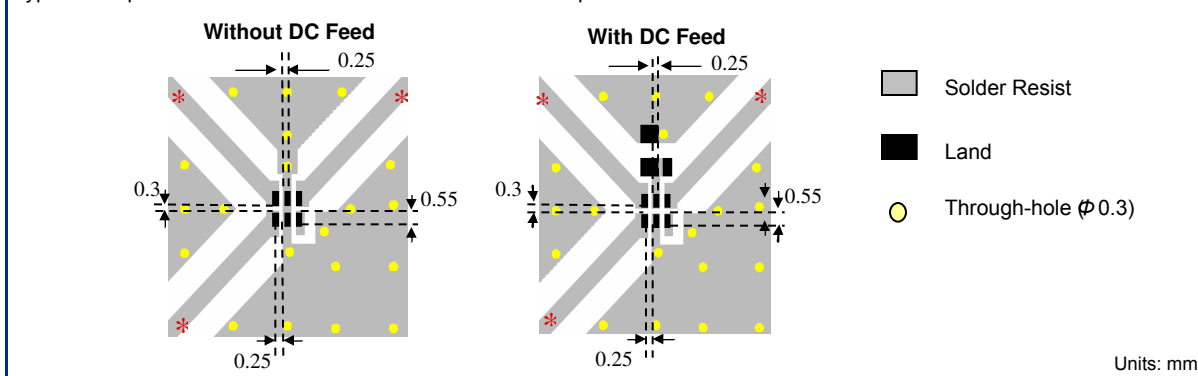 Without DC Feed
0.25
0.3
0.55
0.25
With DC Feed
0.25
0.3
0.55
0.25
Solder Resist
Land
Through-hole (Φ 0.3)
Units: mm